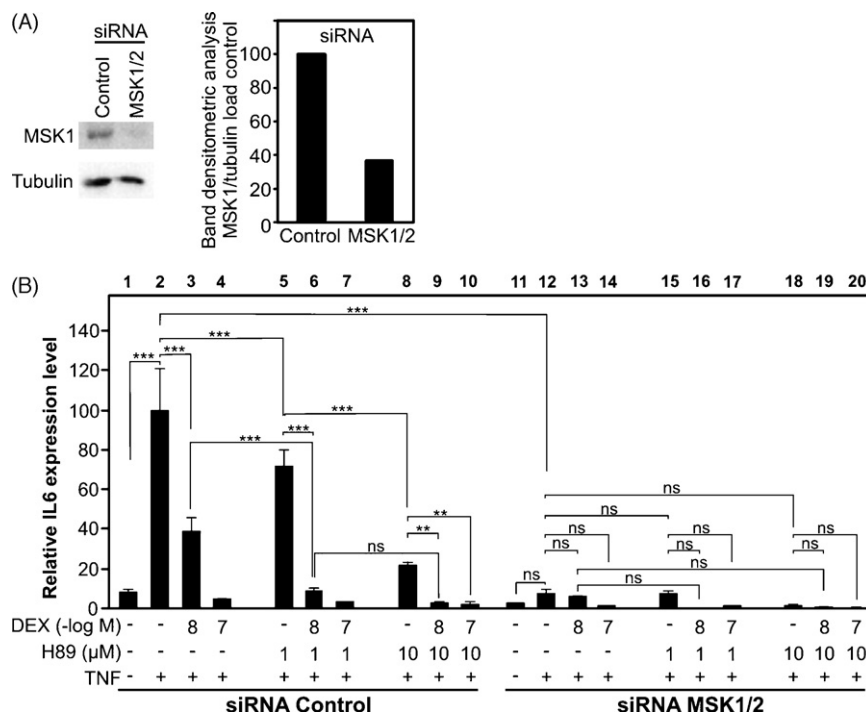 (A)
siRNA
Control
MSK1/2
MSK1
Tubulin
Band densitometric analysis
MSK1/tubulin load control
siRNA
100
80
60
40
20
0
Control MSK1/2
(B)
1 2 3 4 5 6 7 8 9 10 11 12 13 14 15 16 17 18 19 20
Relative IL6 expression level
140
120
100
80
60
40
20
0
***
*** ***
***
***
***
***
**
**
ns
ns
ns
ns
ns
ns
ns
ns
ns
ns
ns
ns
ns
DEX (-log M) - - 8 7 - 8 7 - 8 7 - - 8 7 - 8 7 - 8 7
H89 (µM) - - - - 1 1 1 10 10 10 - - - - 1 1 1 10 10 10
TNF - + + + + + + + + + - + + + + + + + + +
siRNA Control siRNA MSK1/2